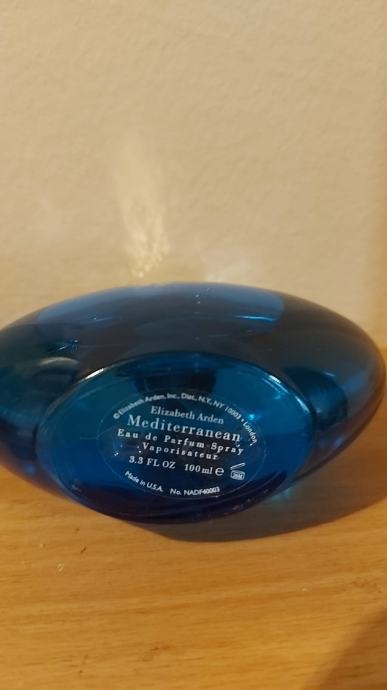 © Elizabeth Arden, Inc., Dist., N.Y., NY 10003 • London
Elizabeth Arden
Mediterranean
Eau de Parfum Spray
Vaporisateur
3.3 FL OZ 100 ml ℮
Made in U.S.A. No. NADF40003